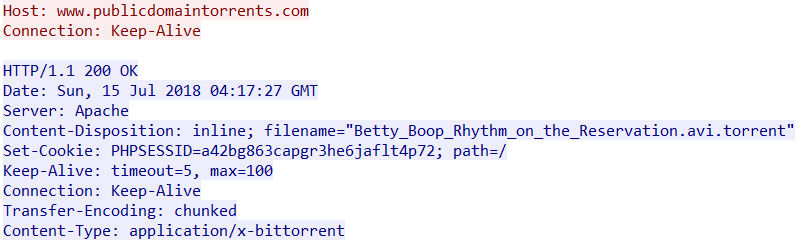 Host: www.publicdomaintorrents.com
Connection: Keep-Alive
HTTP/1.1 200 OK
Date: Sun, 15 Jul 2018 04:17:27 GMT
Server: Apache
Content-Disposition: inline; filename="Betty_Boop_Rhythm_on_the_Reservation.avi.torrent"
Set-Cookie: PHPSESSID=a42bg863capgr3he6jaflt4p72; path=/
Keep-Alive: timeout=5, max=100
Connection: Keep-Alive
Transfer-Encoding: chunked
Content-Type: application/x-bittorrent